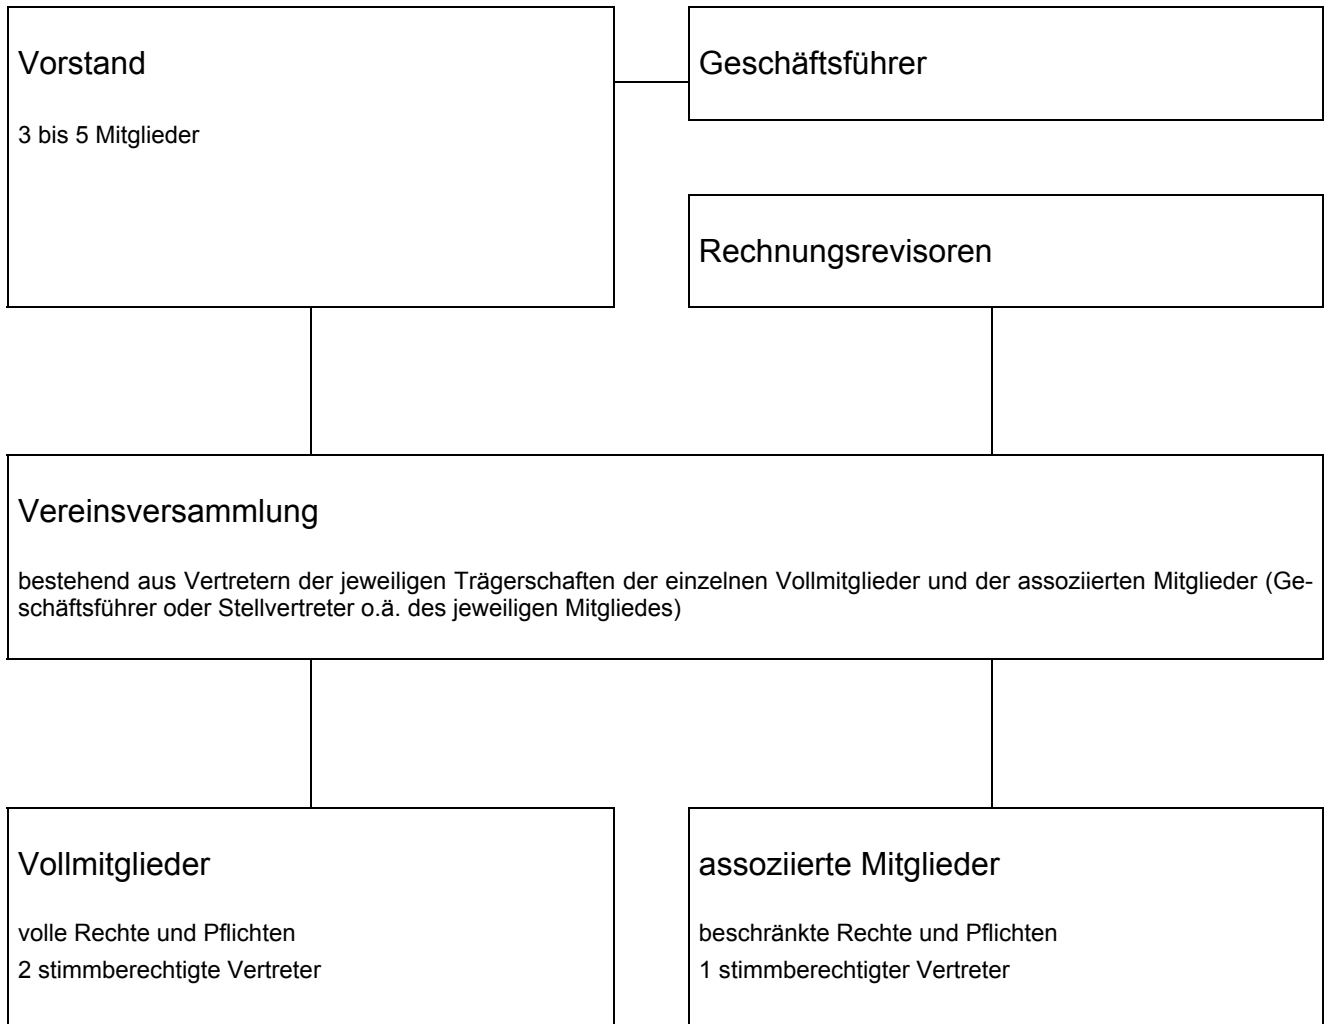 Vorstand
3 bis 5 Mitglieder
Geschäftsführer
Rechnungsrevisoren
Vereinsversammlung
bestehend aus Vertretern der jeweiligen Trägerschaften der einzelnen Vollmitglieder und der assoziierten Mitglieder (Ge-
schäftsführer oder Stellvertreter o.ä. des jeweiligen Mitgliedes)
Vollmitglieder
volle Rechte und Pflichten
2 stimmberechtigte Vertreter
assoziierte Mitglieder
beschränkte Rechte und Pflichten
1 stimmberechtigter Vertreter